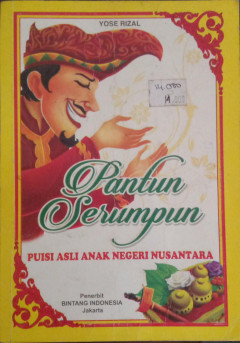 YOSE RIZAL
Pantun
Serumpun
PUISI ASLI ANAK NEGERI NUSANTARA
Penerbit
BINTANG INDONESIA
Jakarta